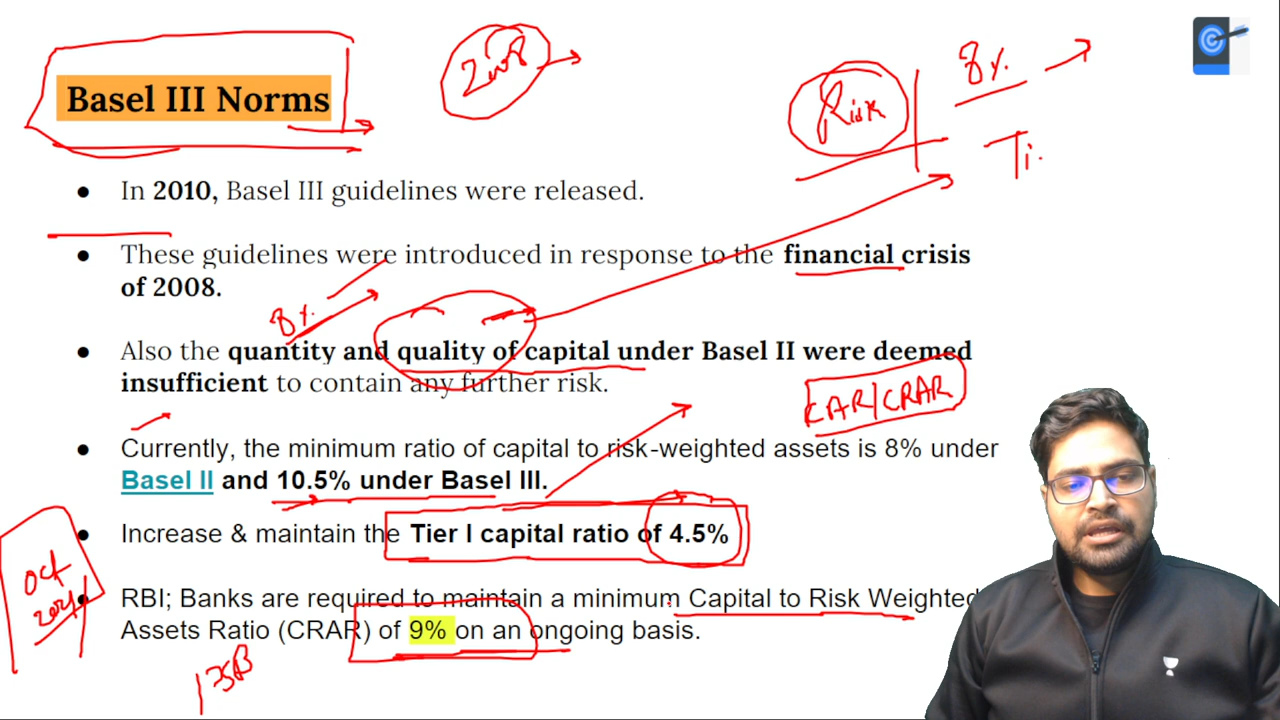 Basel III Norms
2008
Risk
8%
Ti
In 2010, Basel III guidelines were released.
These guidelines were introduced in response to the financial crisis
of 2008.
8%
Also the quantity and quality of capital under Basel II were deemed
insufficient to contain any further risk.
CAR/CRAR
Currently, the minimum ratio of capital to risk-weighted assets is 8% under
Basel II and 10.5% under Basel III.
Increase & maintain the Tier I capital ratio of 4.5%
Oct
RBI; Banks are required to maintain a minimum Capital to Risk Weighted
Assets Ratio (CRAR) of 9% on an ongoing basis.